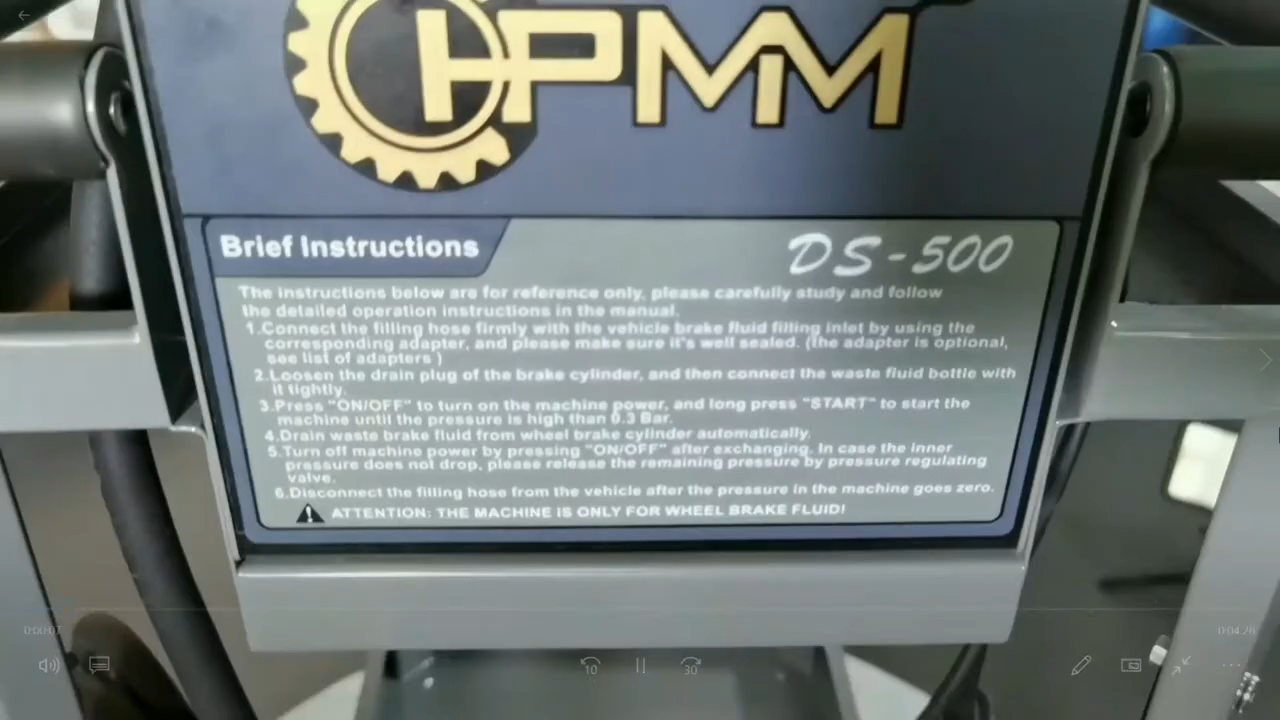 HPMM
Brief Instructions
DS-500
The instructions below are for reference only, please carefully study and follow
the detailed operation instructions in the manual.
1.Connect the filling hose firmly with the vehicle brake fluid filling inlet by using the
corresponding adapter, and please make sure it's well sealed. (The adapter is optional,
see list of adapters )
2.Loosen the drain plug of the brake cylinder, and then connect the waste fluid bottle with
it tightly.
3.Press "ON/OFF" to turn on the machine power, and long press "START" to start the
machine until the pressure is high than 0.3 Bar.
4.Drain waste brake fluid from wheel brake cylinder automatically.
5.Turn off machine power by pressing "ON/OFF" after exchanging. In case the inner
pressure does not drop, please release the remaining pressure by pressure regulating
valve.
6.Disconnect the filling hose from the vehicle after the pressure in the machine goes zero.
ATTENTION: THE MACHINE IS ONLY FOR WHEEL BRAKE FLUID!
0:00:07
0:04:26
10
30